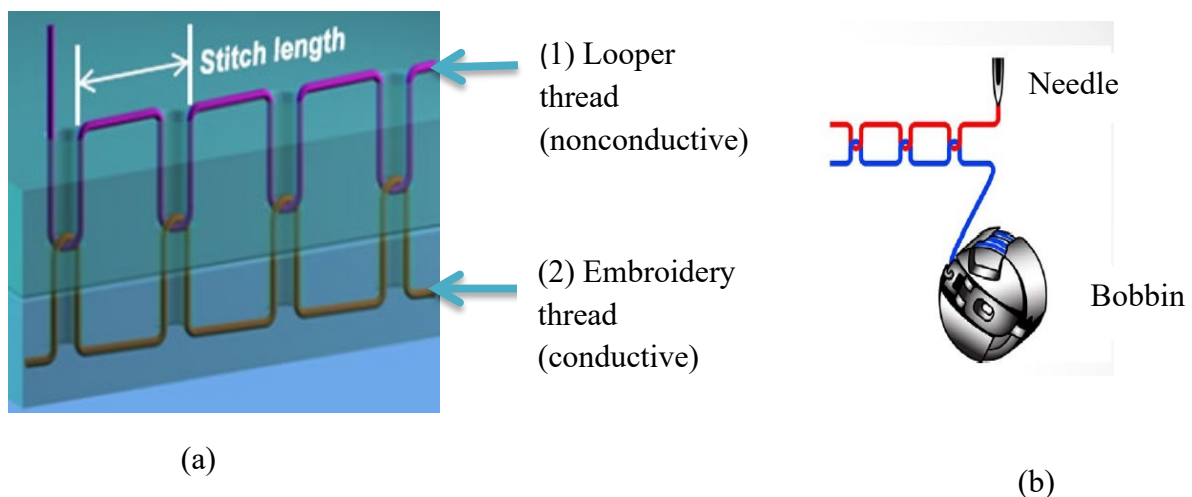 Stitch length
(1) Looper
thread
(nonconductive)
(2) Embroidery
thread
(conductive)
(a)
Needle
Bobbin
(b)